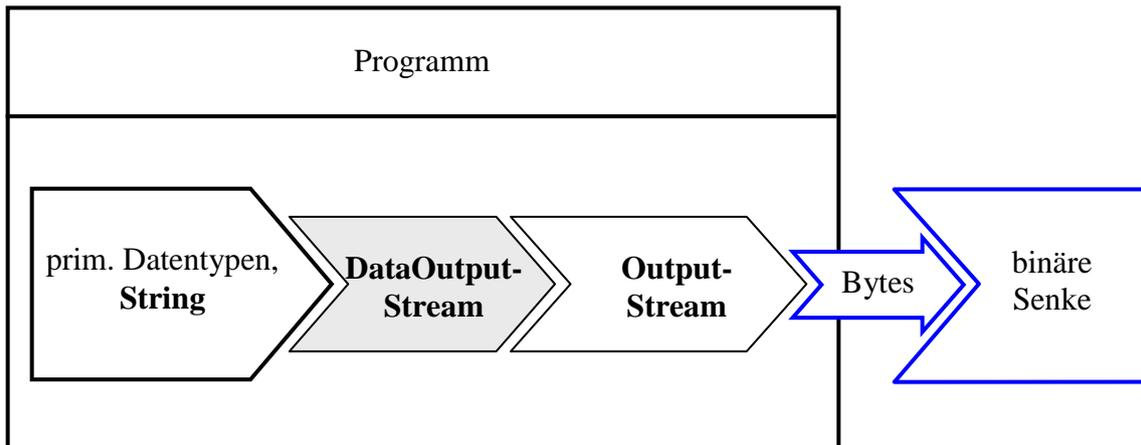 Programm
prim. Datentypen,
String
DataOutput-
Stream
Output-
Stream
Bytes
binäre
Senke